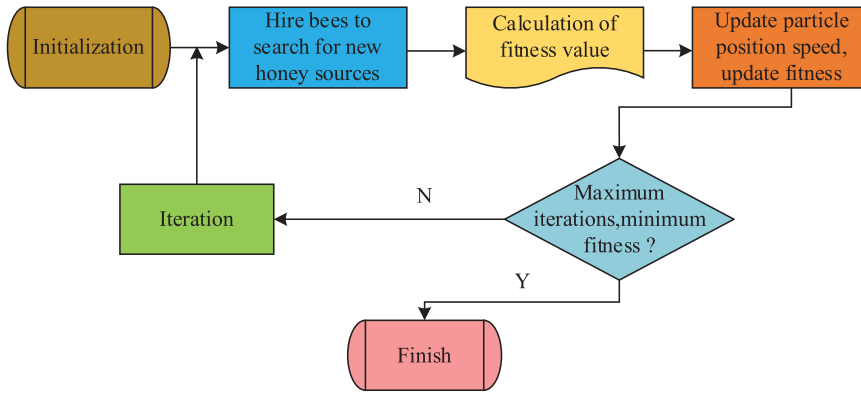 Initialization
Hire bees to
search for new
honey sources
Calculation of
fitness value
Update particle
position speed,
update fitness
Maximum
iterations,minimum
fitness ?
N
Iteration
Y
Finish